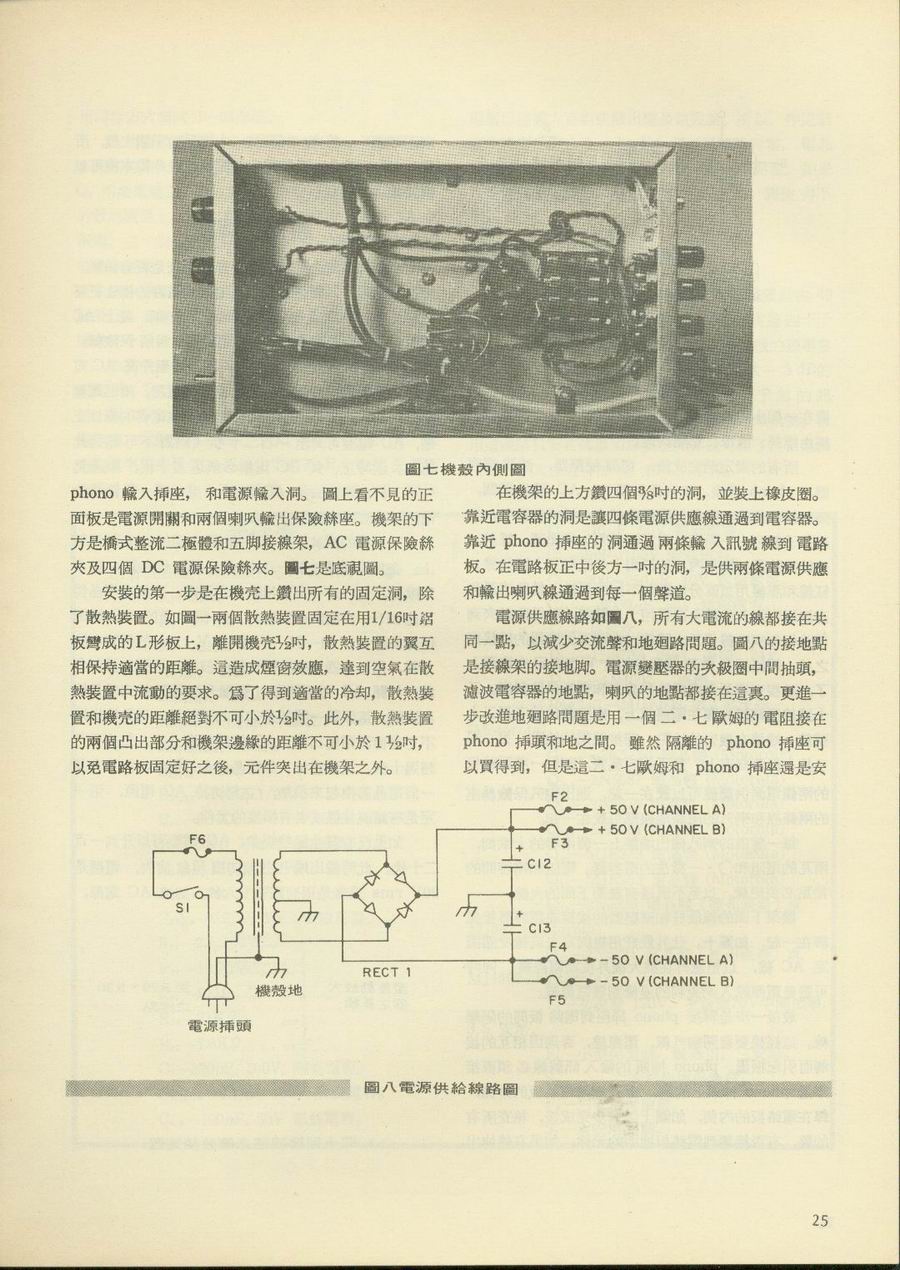 圖七機殼內側圖
phono 輸入揷座， 和電源輸入洞。 圖上看不見的正
面板是電源開關和兩個喇叭輸出保險絲座。機架的下
方是橋式整流二極體和五脚接線架，AC 電源保險絲
夾及四個 DC 電源保險絲夾。圖七是底視圖。
安裝的第一步是在機壳上鑽出所有的固定洞，除
了散熱裝置。如圖一兩個散熱裝置固定在用1/16吋鋁
板彎成的L形板上，離開機壳½吋，散熱裝置的翼互
相保持適當的距離。這造成煙窗效應，達到空氣在散
熱裝置中流動的要求。爲了得到適當的冷却，散熱裝
置和機壳的距離絕對不可小於½吋。此外，散熱裝置
的兩個凸出部分和機架邊緣的距離不可小於1½吋，
以免電路板固定好之後，元件突出在機架之外。
在機架的上方鑽四個⅜吋的洞，並裝上橡皮圈。
靠近電容器的洞是讓四條電源供應線通過到電容器。
靠近 phono 揷座的 洞通過 兩條輸 入訊號 線到 電路
板。在電路板正中後方一吋的洞，是供兩條電源供應
和輸出喇叭線通過到每一個聲道。
電源供應線路如圖八，所有大電流的線都接在共
同一點，以減少交流聲和地廻路問題。圖八的接地點
是接線架的接地脚。電源變壓器的次級圈中間抽頭，
濾波電容器的地點，喇叭的地點都接在這裏。更進一
步改進地廻路問題是用 一個 二・七 歐姆的 電阻接在
phono 揷頭和地之間。 雖然 隔離的 phono 揷座可
以買得到，但是這二・七歐姆和 phono 揷座還是安
F2
+ 50 V (CHANNEL A)
+ 50 V (CHANNEL B)
F3
F6
+
C12
S1
+
C13
F4
- 50 V (CHANNEL A)
RECT 1
- 50 V (CHANNEL B)
F5
機殼地
電源揷頭
圖八電源供給線路圖
25